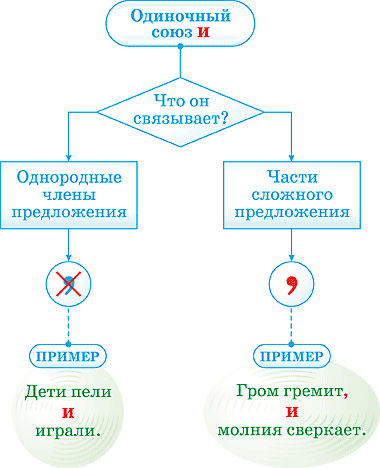 Одиночный
союз и
Что он
связывает?
Однородные
члены
предложения
Части
сложного
предложения
,
,
ПРИМЕР
ПРИМЕР
Дети пели
и
играли.
Гром гремит,
и
молния сверкает.